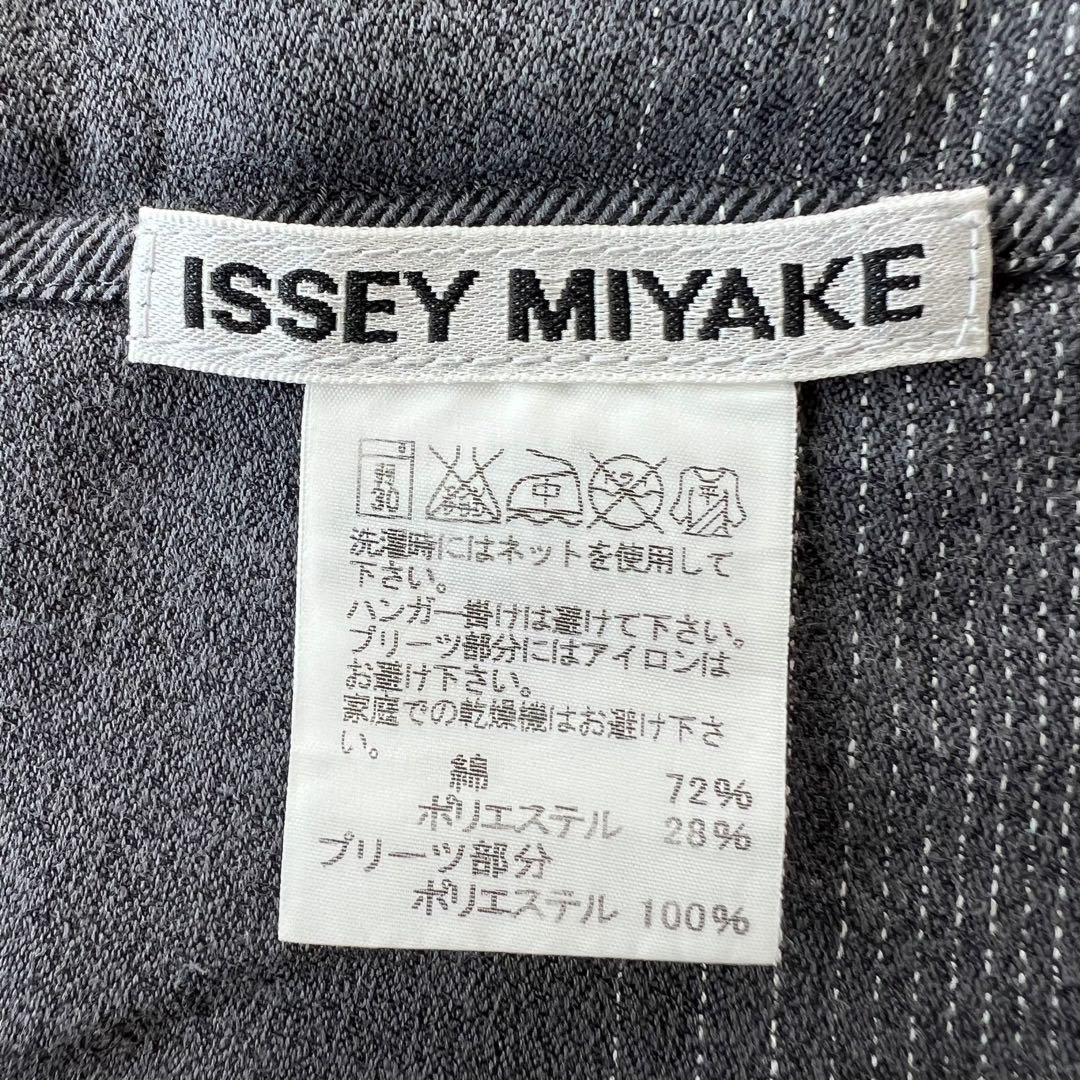 ISSEY MIYAKE
弱
30
中
洗濯時にはネットを使用して
下さい。
ハンガー掛けは避けて下さい。
プリーツ部分にはアイロンは
お避け下さい。
家庭での乾燥機はお避け下さ
い。
綿 72%
ポリエステル 28%
プリーツ部分
ポリエステル 100%